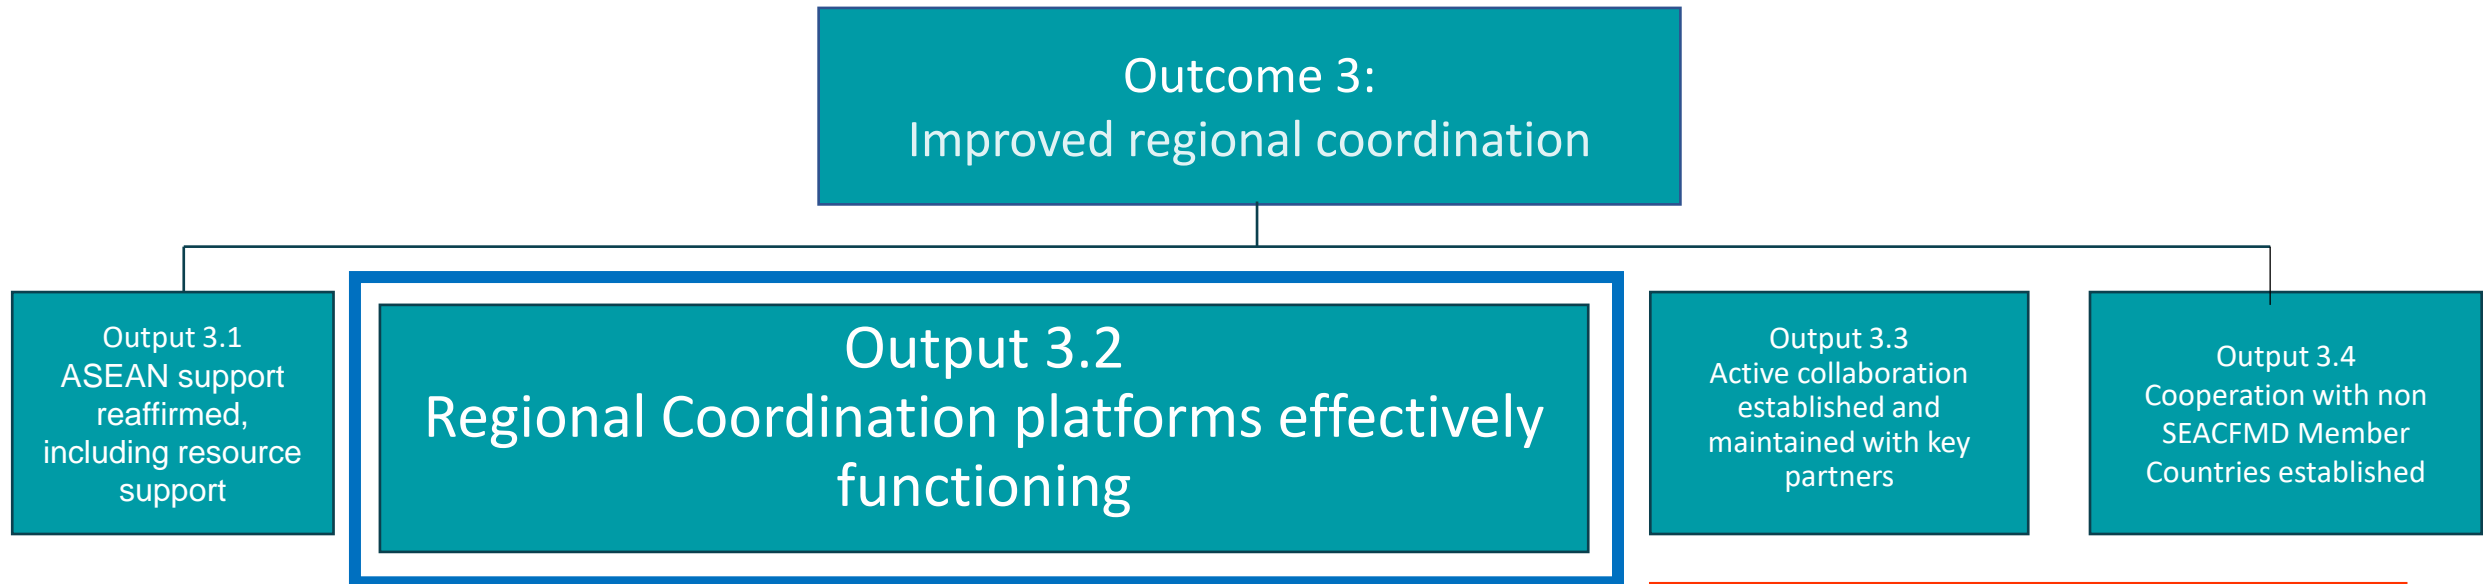 Outcome 3:
Improved regional coordination
Output 3.1
ASEAN support
reaffirmed,
including resource
support
Output 3.2
Regional Coordination platforms effectively
functioning
Output 3.3
Active collaboration
established and
maintained with key
partners
Output 3.4
Cooperation with non
SEACFMD Member
Countries established